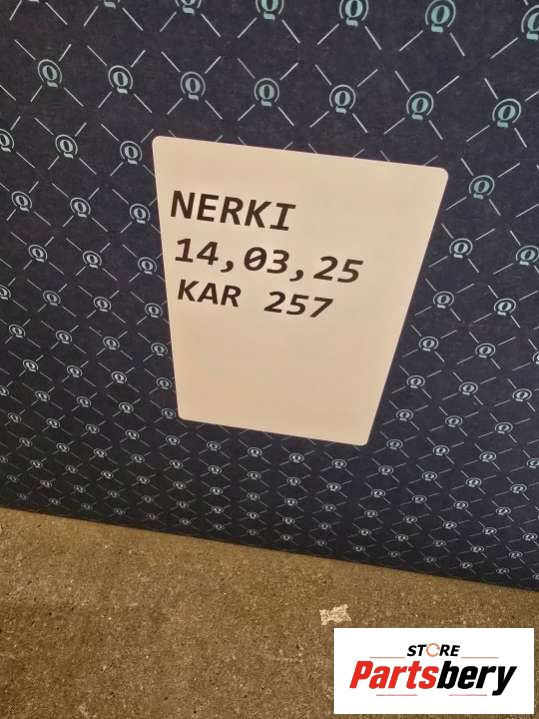 NERKI
14,03,25
KAR 257
STORE
Partsbery